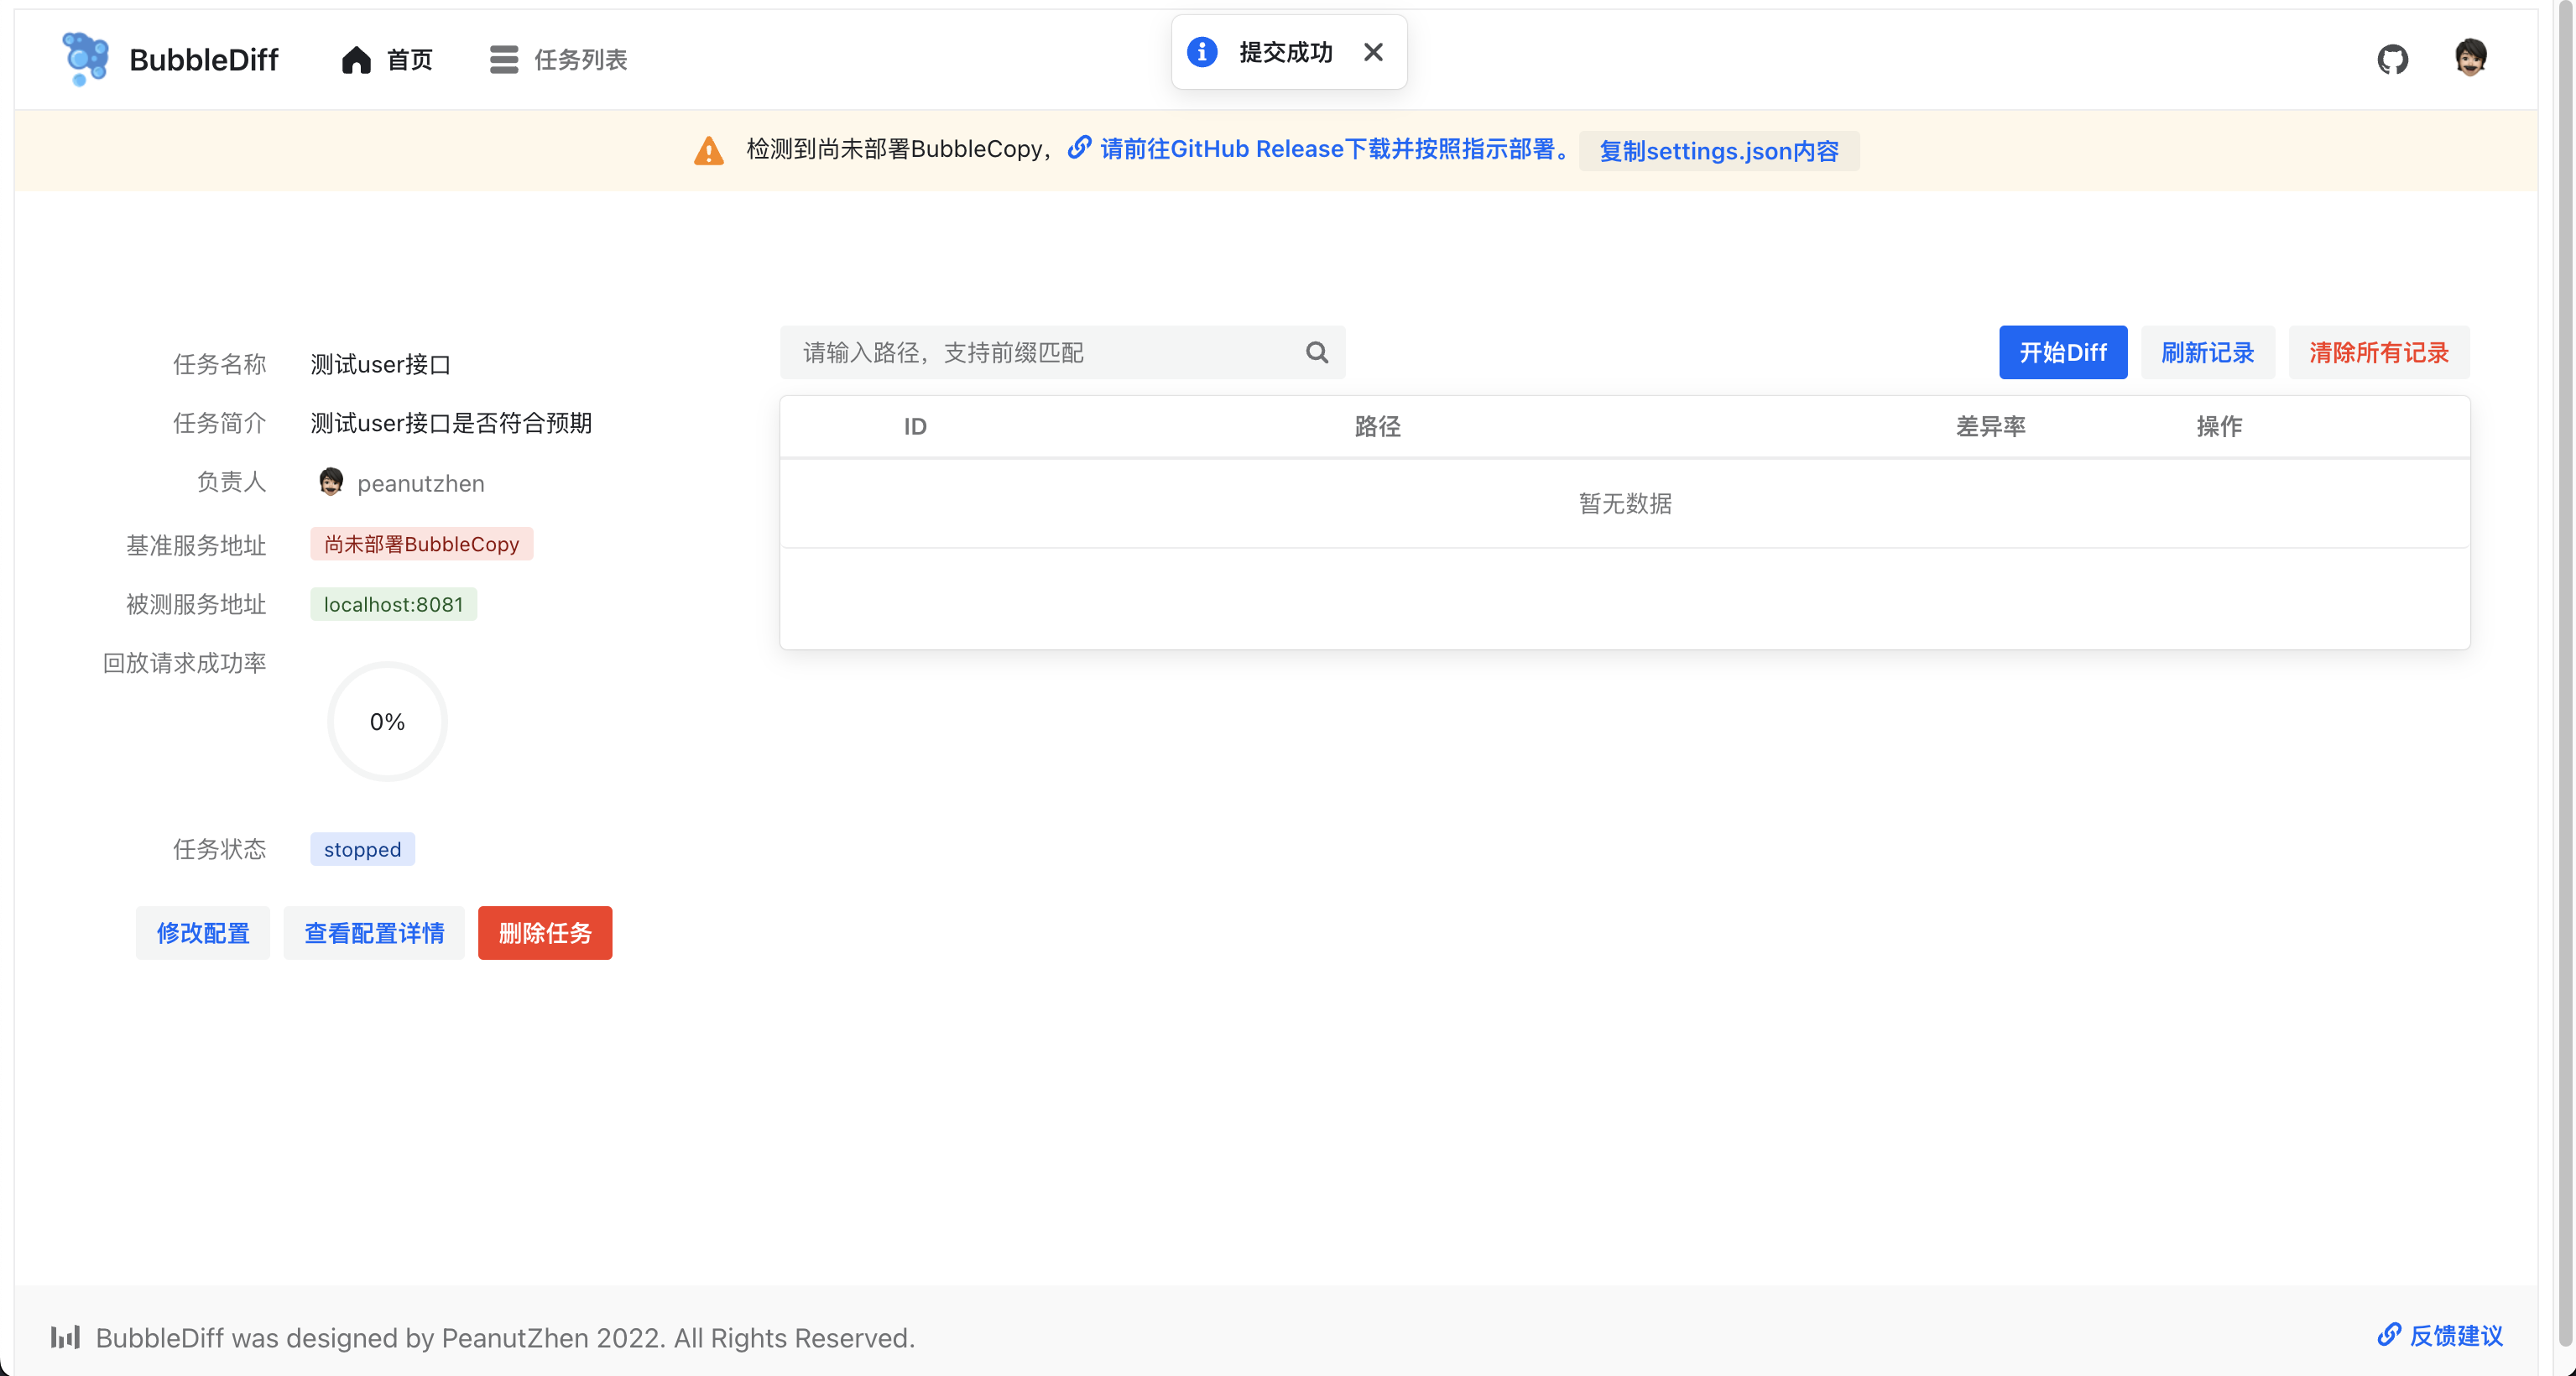 BubbleDiff 首页 任务列表
提交成功
检测到尚未部署BubbleCopy，请前往GitHub Release下载并按照指示部署。 复制settings.json内容
任务名称 测试user接口
任务简介 测试user接口是否符合预期
负责人 peanutzhen
基准服务地址 尚未部署BubbleCopy
被测服务地址 localhost:8081
回放请求成功率
0%
任务状态 stopped
修改配置 查看配置详情 删除任务
请输入路径，支持前缀匹配
开始Diff 刷新记录 清除所有记录
ID 路径 差异率 操作
暂无数据
BubbleDiff was designed by PeanutZhen 2022. All Rights Reserved.
反馈建议